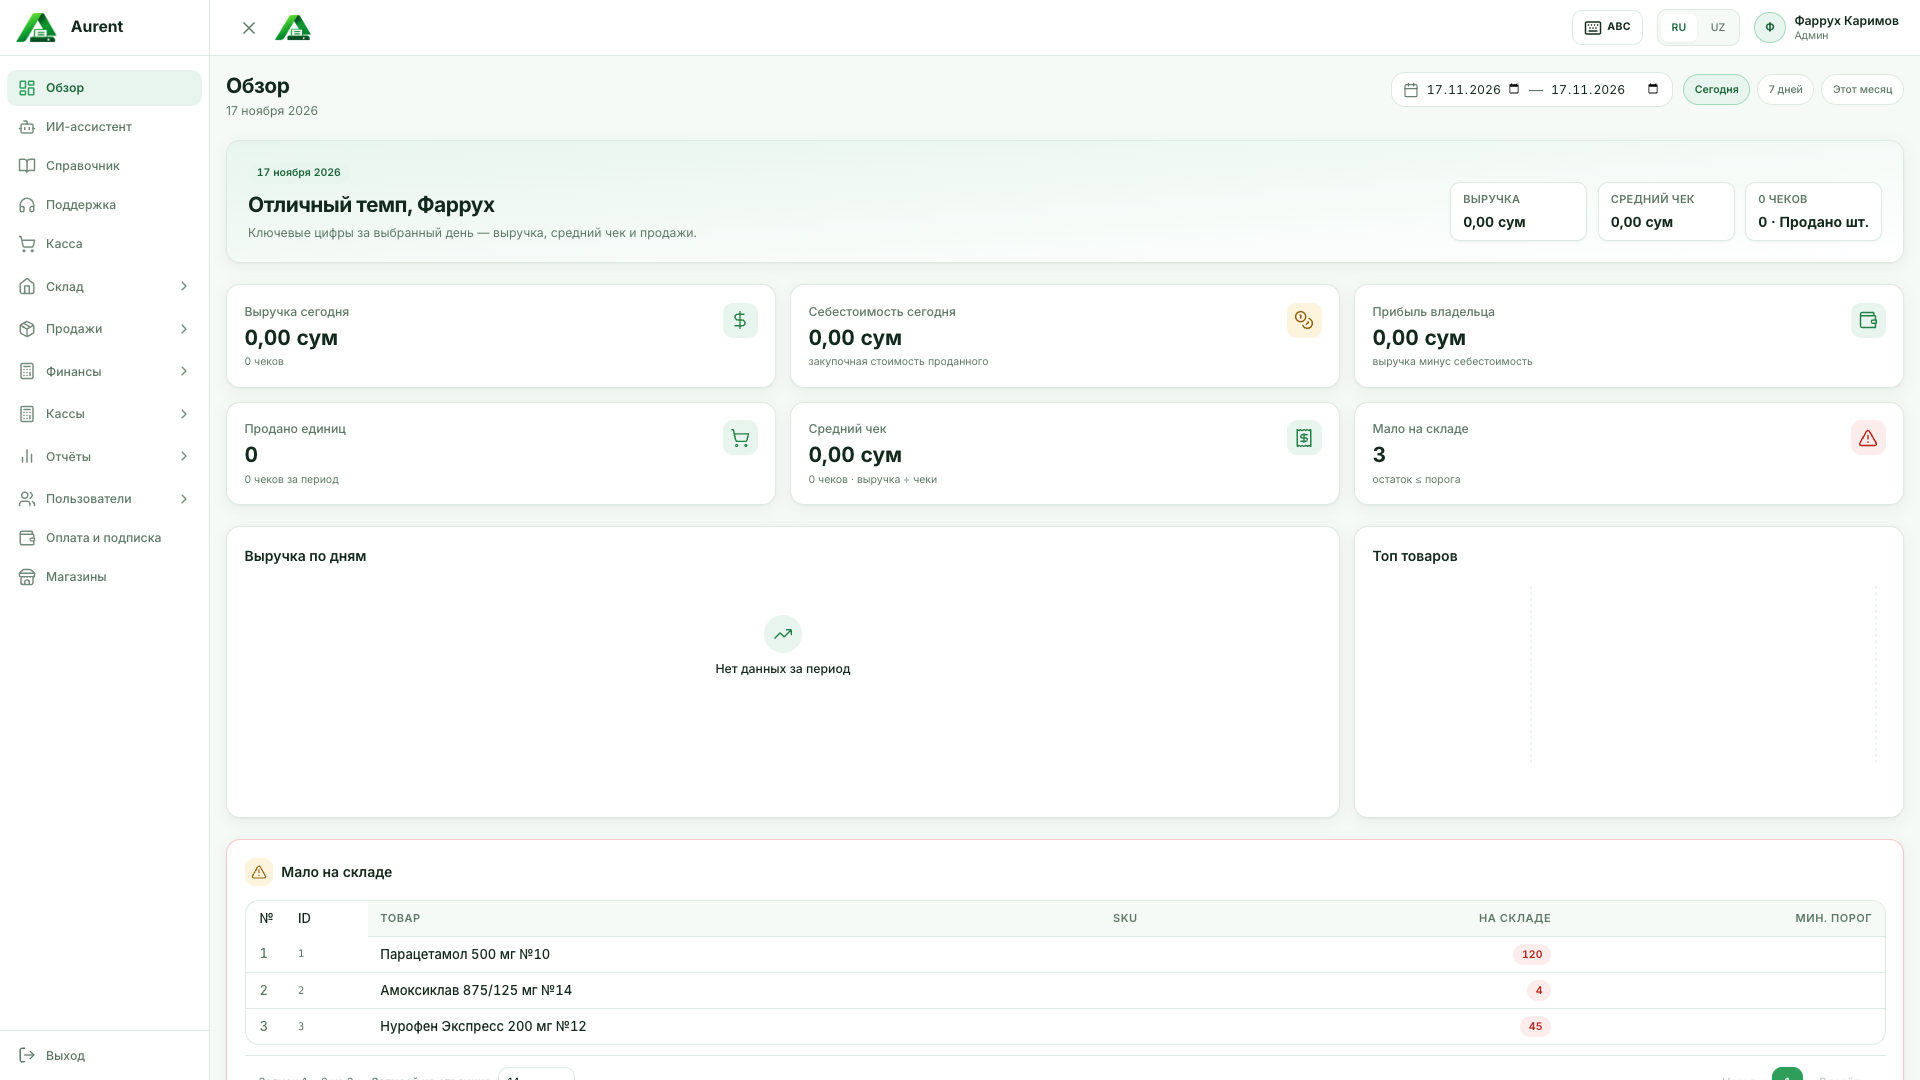 Aurent
ABC
RU
UZ
Ф
Фаррух Каримов
Админ
Обзор
ИИ-ассистент
Справочник
Поддержка
Касса
Склад
Продажи
Финансы
Кассы
Отчёты
Пользователи
Оплата и подписка
Магазины
Выход
Обзор
17 ноября 2026
17.11.2026 — 17.11.2026
Сегодня
7 дней
Этот месяц
17 ноября 2026
Отличный темп, Фаррух
Ключевые цифры за выбранный день — выручка, средний чек и продажи.
ВЫРУЧКА
0,00 сум
СРЕДНИЙ ЧЕК
0,00 сум
0 ЧЕКОВ
0 · Продано шт.
Выручка сегодня
0,00 сум
0 чеков
Себестоимость сегодня
0,00 сум
закупочная стоимость проданного
Прибыль владельца
0,00 сум
выручка минус себестоимость
Продано единиц
0
0 чеков за период
Средний чек
0,00 сум
0 чеков · выручка ÷ чеки
Мало на складе
3
остаток ≤ порога
Выручка по дням
Нет данных за период
Топ товаров
Мало на складе
№ ID ТОВАР SKU НА СКЛАДЕ МИН. ПОРОГ
1 1 Парацетамол 500 мг №10 120
2 2 Амоксиклав 875/125 мг №14 4
3 3 Нурофен Экспресс 200 мг №12 45